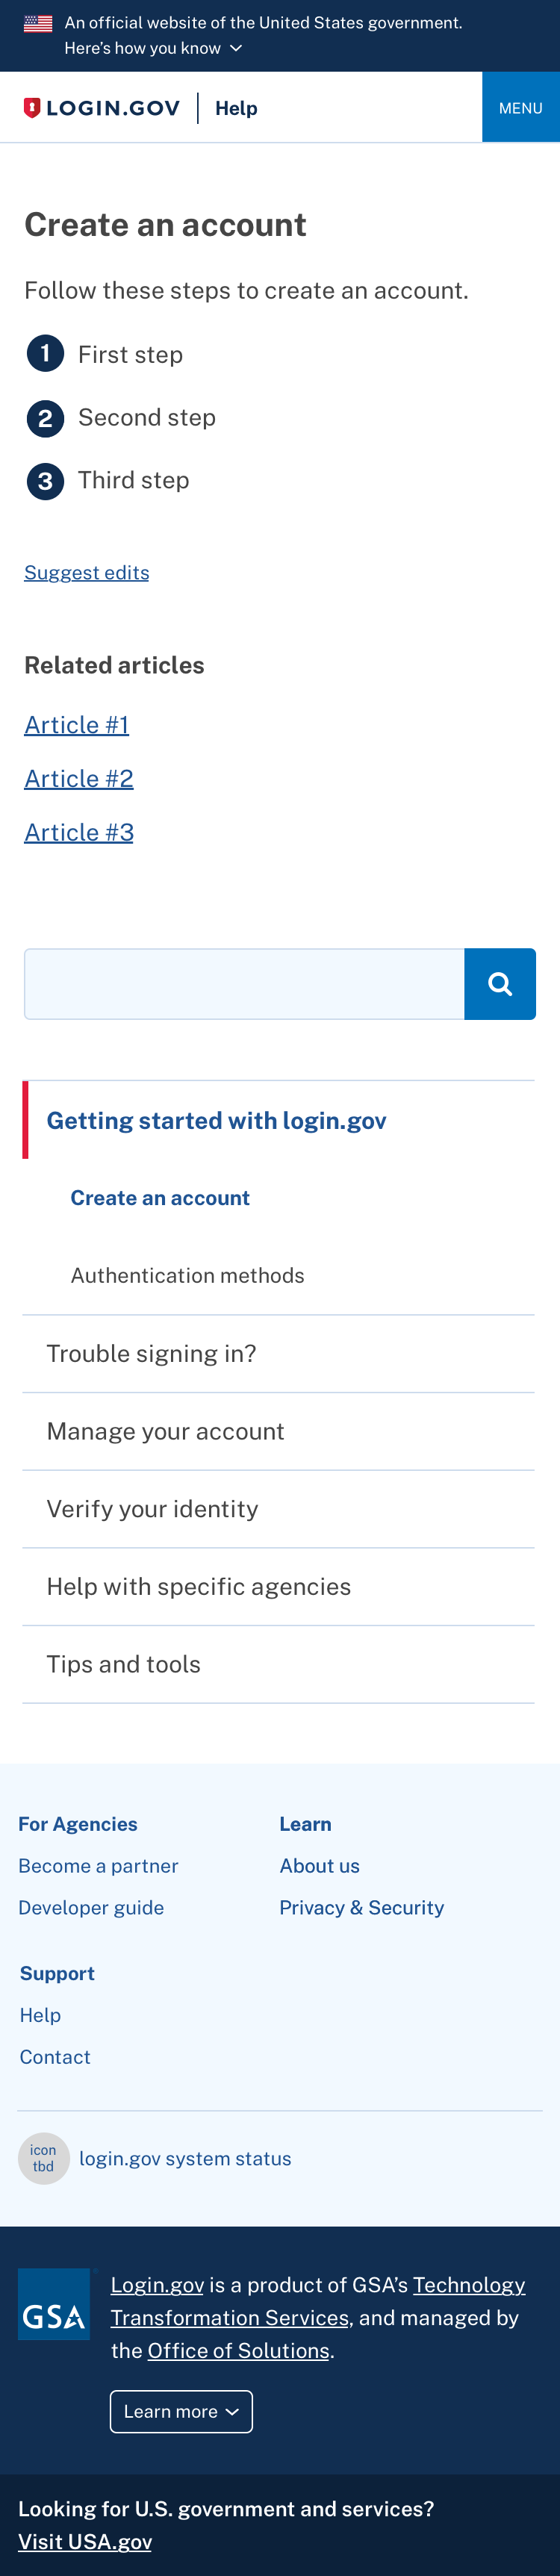 An official website of the United States government.
Here’s how you know
LOGIN.GOV
Help
MENU
Create an account
Follow these steps to create an account.
1 First step
2 Second step
3 Third step
Suggest edits
Related articles
Article #1
Article #2
Article #3
Getting started with login.gov
Create an account
Authentication methods
Trouble signing in?
Manage your account
Verify your identity
Help with specific agencies
Tips and tools
For Agencies
Become a partner
Developer guide
Learn
About us
Privacy & Security
Support
Help
Contact
icon
tbd
login.gov system status
GSA
Login.gov is a product of GSA’s Technology
Transformation Services, and managed by
the Office of Solutions.
Learn more
Looking for U.S. government and services?
Visit USA.gov